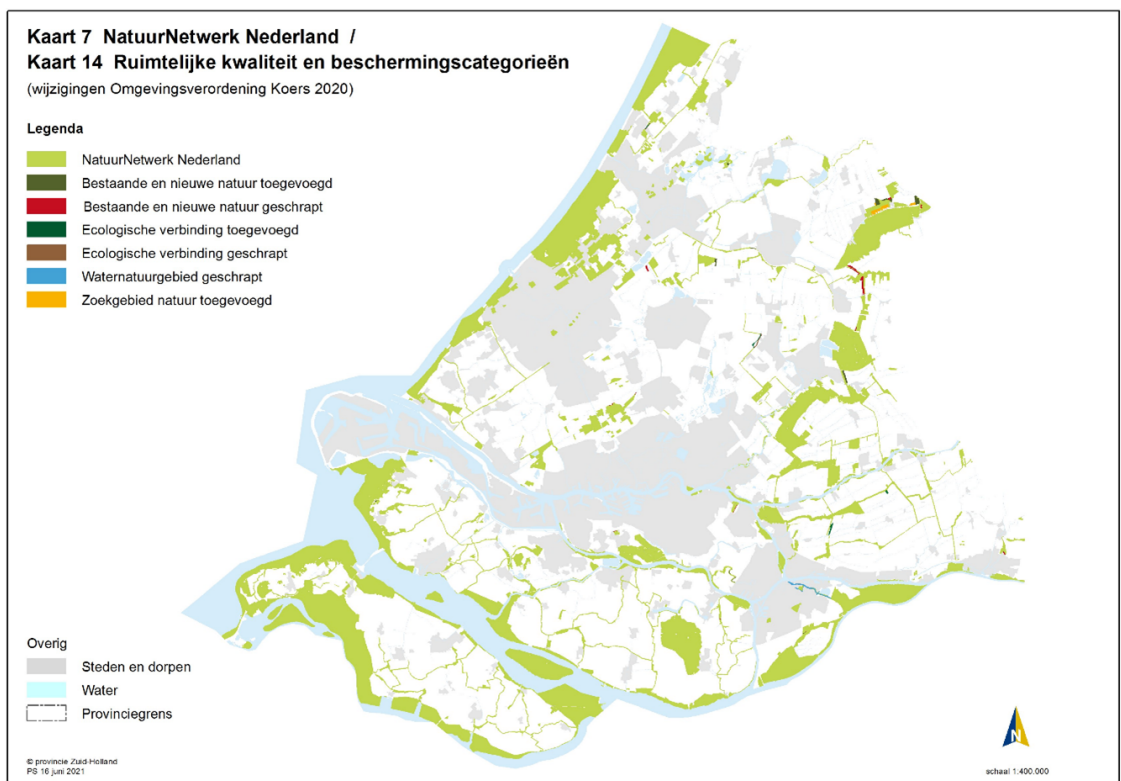 Kaart 7 NatuurNetwerk Nederland /
Kaart 14 Ruimtelijke kwaliteit en beschermingscategorieën
(wijzigingen Omgevingsverordening Koers 2020)
Legenda
NatuurNetwerk Nederland
Bestaande en nieuwe natuur toegevoegd
Bestaande en nieuwe natuur geschrapt
Ecologische verbinding toegevoegd
Ecologische verbinding geschrapt
Waternatuurgebied geschrapt
Zoekgebied natuur toegevoegd
Overig
Steden en dorpen
Water
Provinciegrens
© provincie Zuid-Holland
PS 16 juni 2021
N
schaal 1:400.000